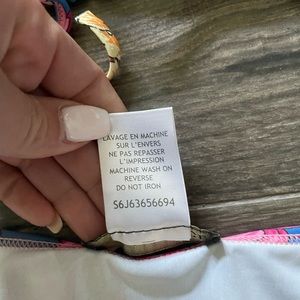 LAVAGE EN MACHINE
SUR L'ENVERS
NE PAS REPASSER
L'IMPRESSION
MACHINE WASH ON
REVERSE
DO NOT IRON
S6J63656694